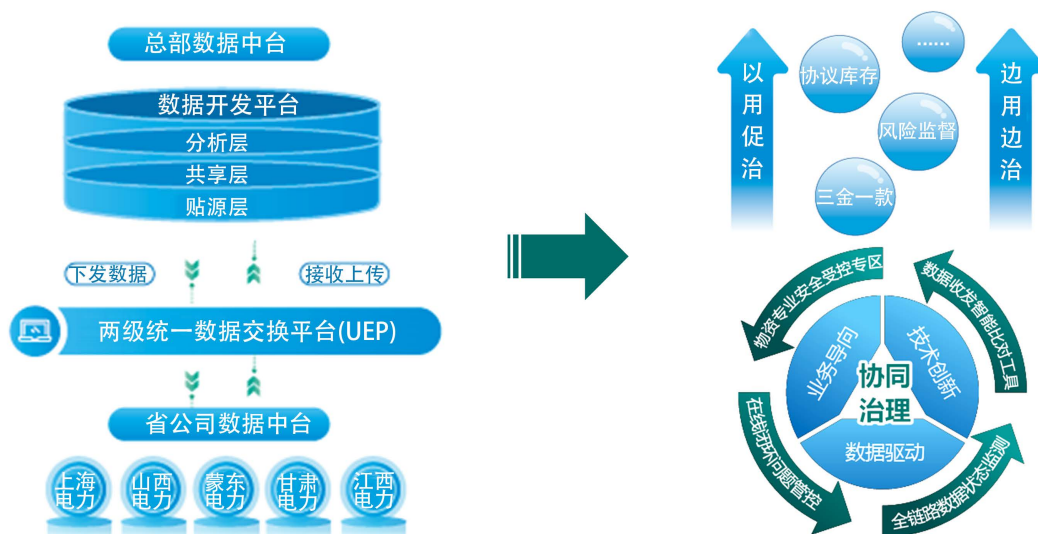 总部数据中台
数据开发平台
分析层
共享层
贴源层
下发数据
接收上传
两级统一数据交换平台(UEP)
省公司数据中台
上海
电力
山西
电力
蒙东
电力
甘肃
电力
江西
电力
以用促治
协议库存
……
风险监督
三金一款
边用边治
物资专业安全受控专区
数据收发智能比对工具
业务导向
技术创新
协同
治理
数据驱动
在线闭环问题管控
全链路数据状态监测